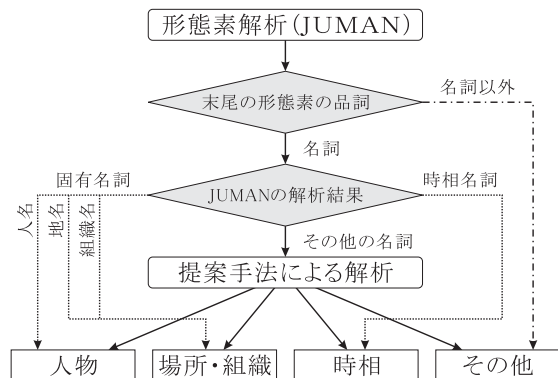 形態素解析(JUMAN)
末尾の形態素の品詞
名詞以外
名詞
固有名詞
時相名詞
JUMANの解析結果
人名
地名
組織名
その他の名詞
提案手法による解析
人物
場所・組織
時相
その他